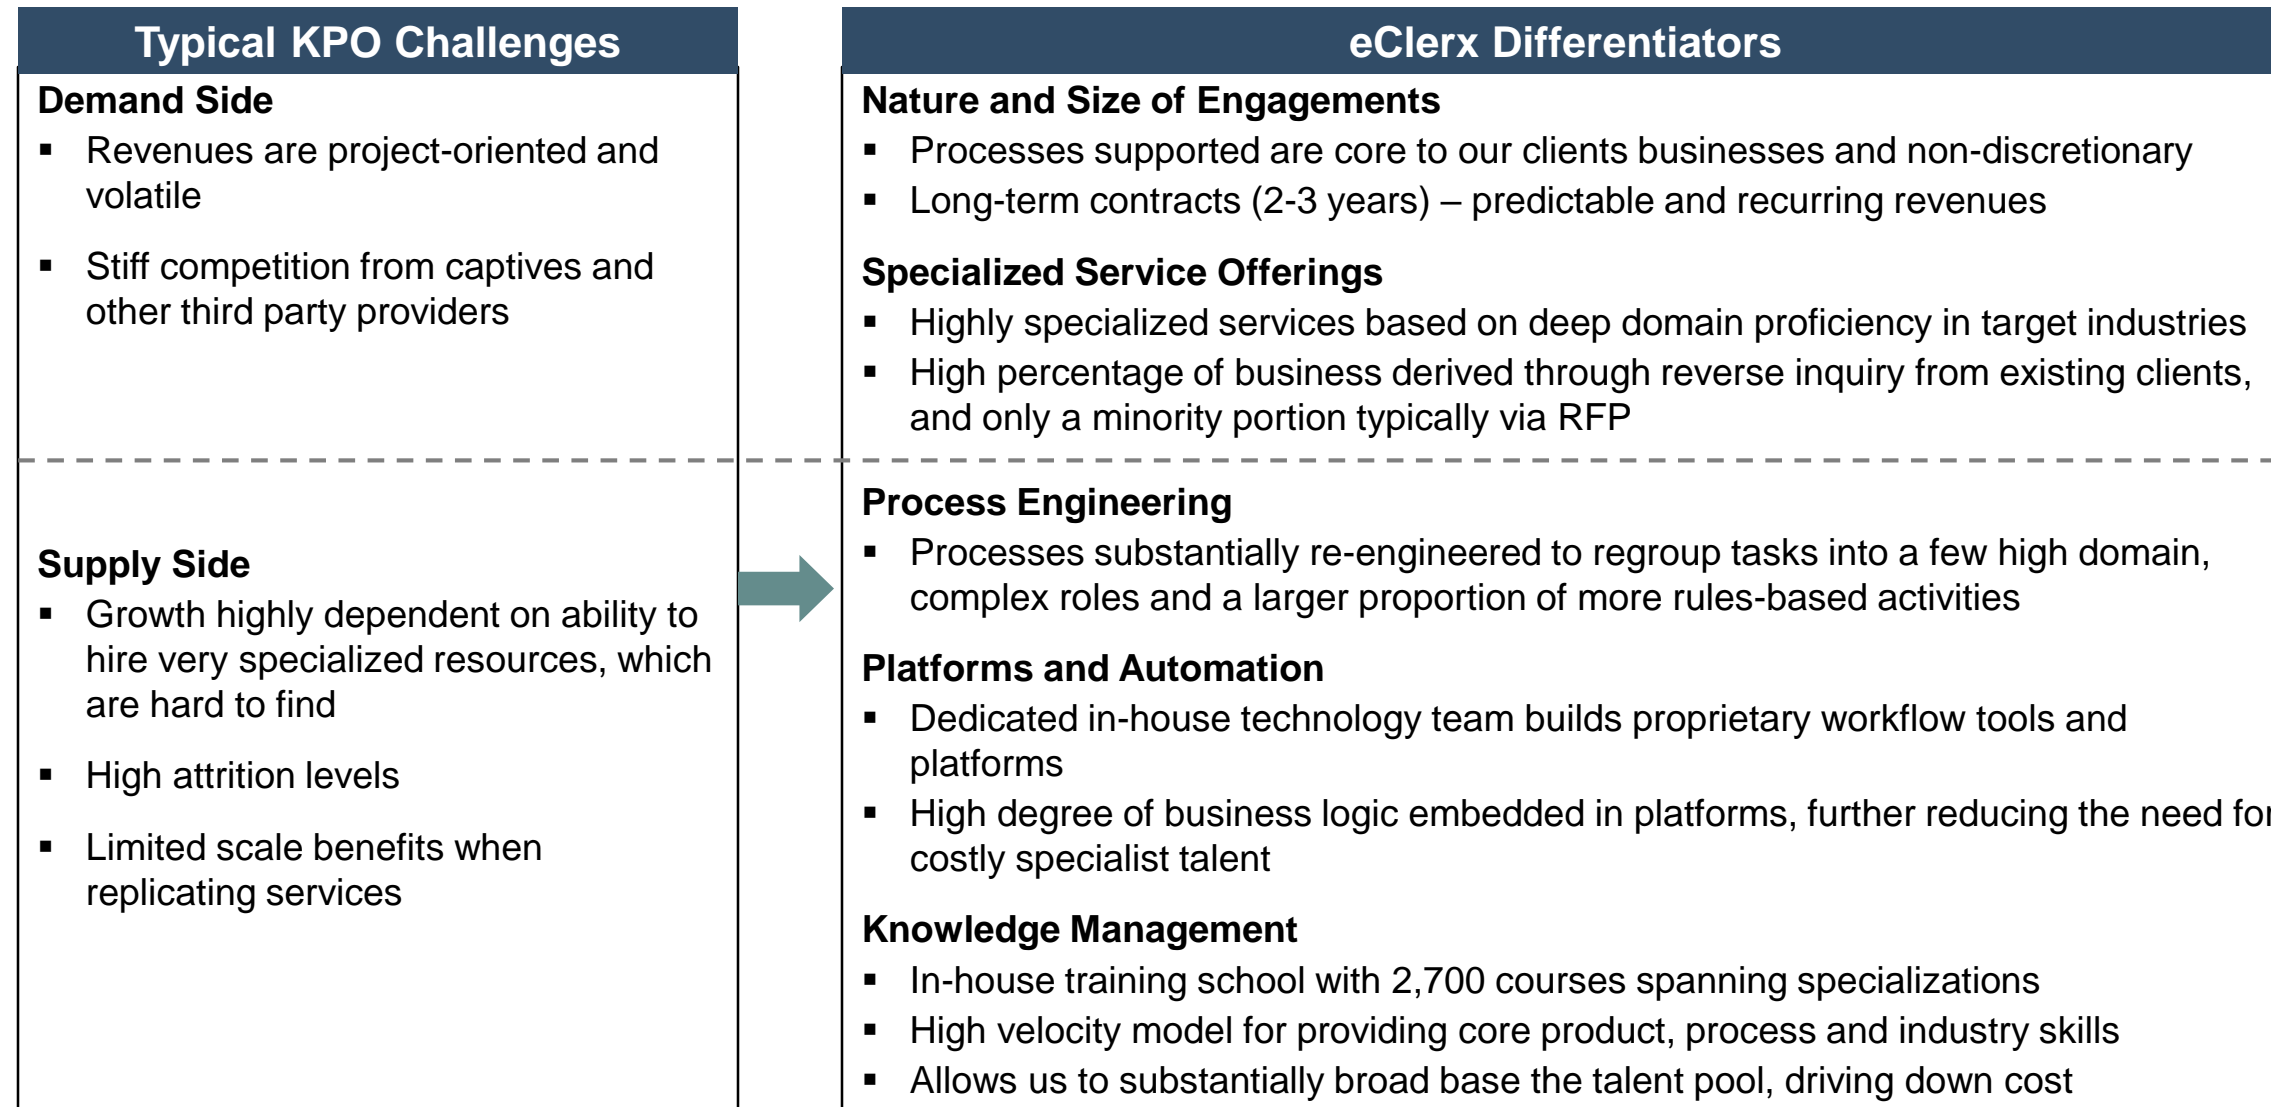 Typical KPO Challenges
Demand Side
▪ Revenues are project-oriented and
volatile
▪ Stiff competition from captives and
other third party providers
Supply Side
▪ Growth highly dependent on ability to
hire very specialized resources, which
are hard to find
▪ High attrition levels
▪ Limited scale benefits when
replicating services
eClerx Differentiators
Nature and Size of Engagements
▪ Processes supported are core to our clients businesses and non-discretionary
▪ Long-term contracts (2-3 years) – predictable and recurring revenues
Specialized Service Offerings
▪ Highly specialized services based on deep domain proficiency in target industries
▪ High percentage of business derived through reverse inquiry from existing clients,
and only a minority portion typically via RFP
Process Engineering
▪ Processes substantially re-engineered to regroup tasks into a few high domain,
complex roles and a larger proportion of more rules-based activities
Platforms and Automation
▪ Dedicated in-house technology team builds proprietary workflow tools and
platforms
▪ High degree of business logic embedded in platforms, further reducing the need for
costly specialist talent
Knowledge Management
▪ In-house training school with 2,700 courses spanning specializations
▪ High velocity model for providing core product, process and industry skills
▪ Allows us to substantially broad base the talent pool, driving down cost